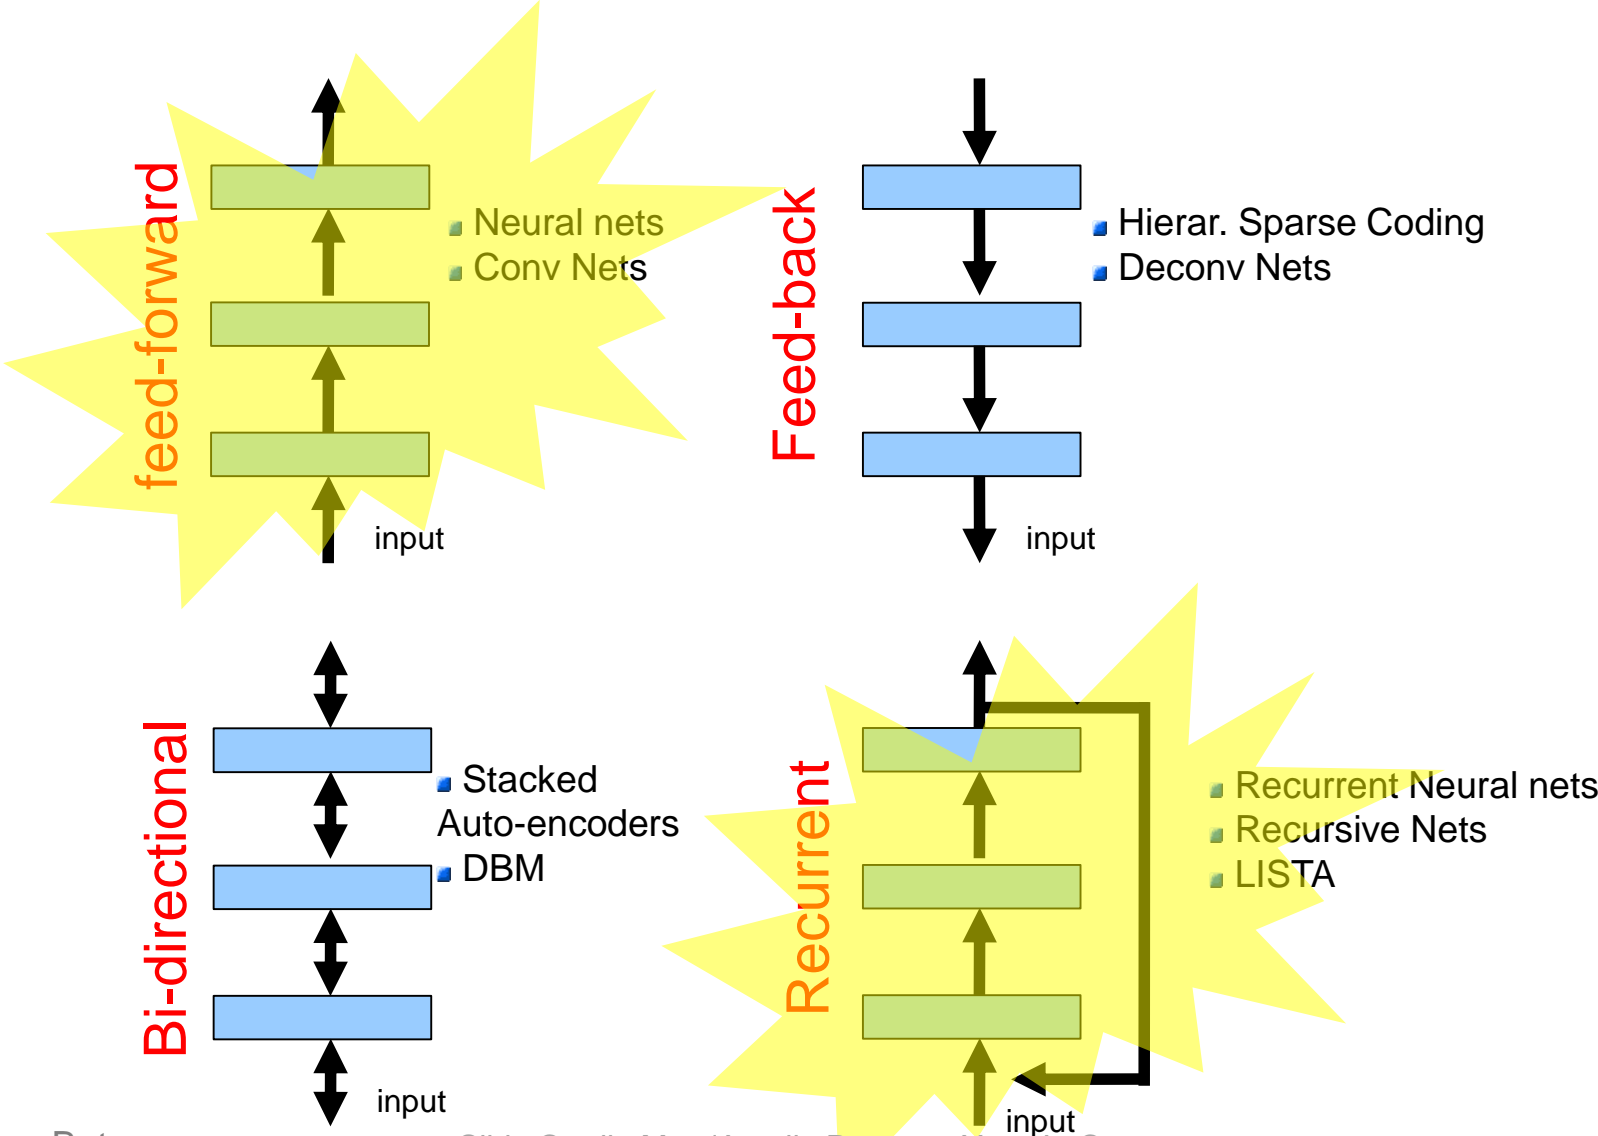 feed-forward
Neural nets
Conv Nets
input
Feed-back
Hierar. Sparse Coding
Deconv Nets
input
Bi-directional
Stacked
Auto-encoders
DBM
input
Recurrent
Recurrent Neural nets
Recursive Nets
LISTA
input